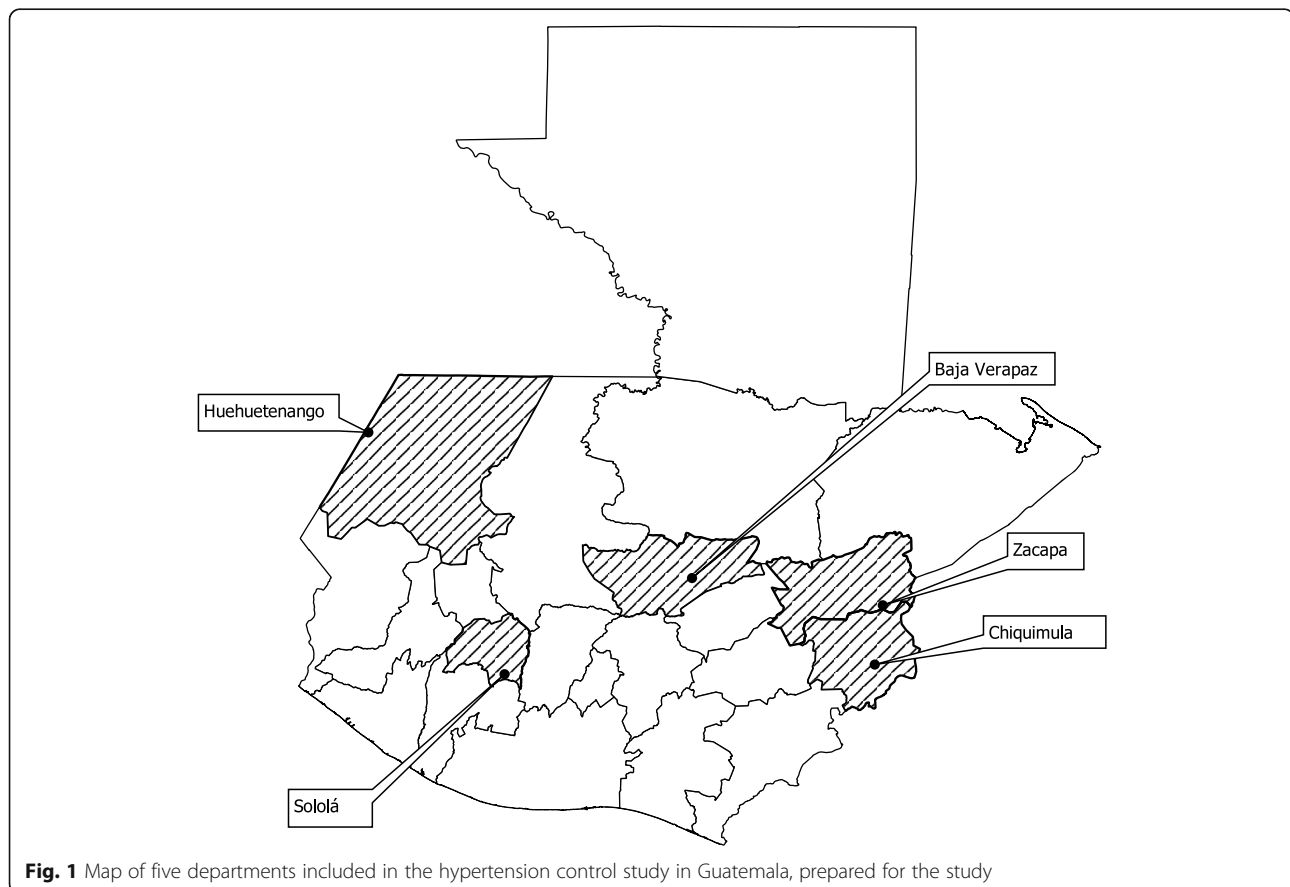 Baja Verapaz
Huehuetenango
Zacapa
Chiquimula
Sololá
Fig. 1 Map of five departments included in the hypertension control study in Guatemala, prepared for the study